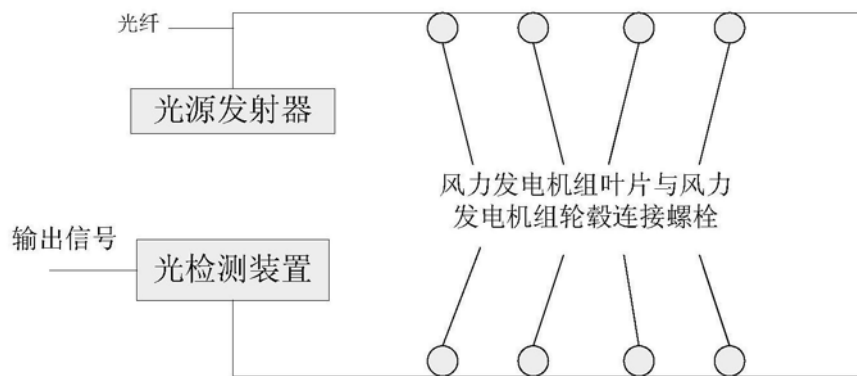 光纤
光源发射器
风力发电机组叶片与风力
发电机组轮毂连接螺栓
输出信号
光检测装置